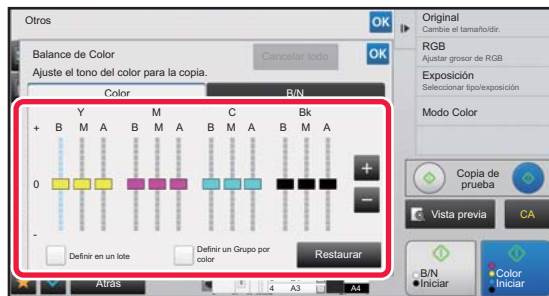 Otros
OK
Balance de Color
Cancelar todo
OK
Ajuste el tono del color para la copia.
Color
B/N
Y M C Bk
+ B M A B M A B M A B M A
0
+
-
-
Definir en un lote
Definir un Grupo por color
Restaurar
Atrás
4 A3
A4
Original
Cambie el tamaño/dir.
RGB
Ajustar grosor de RGB
Exposición
Seleccionar tipo/exposición
Modo Color
Copia de prueba
Vista previa
CA
B/N
Iniciar
Color
Iniciar